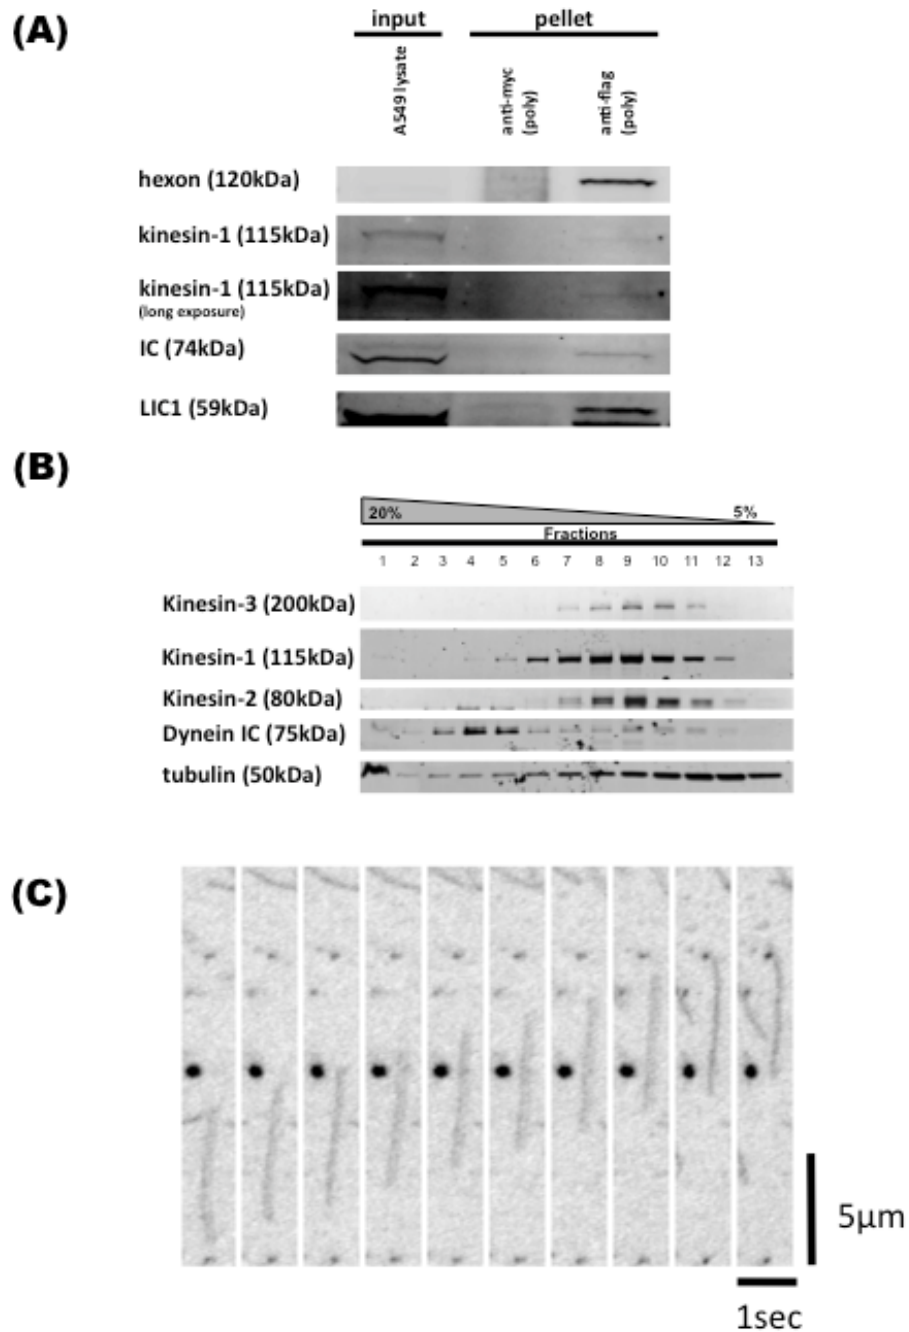 (A)
input
pellet
A549 lysate
anti-myc
(poly)
anti-flag
(poly)
hexon (120kDa)
kinesin-1 (115kDa)
kinesin-1 (115kDa)
(long exposure)
IC (74kDa)
LIC1 (59kDa)
(B)
20%
5%
Fractions
1 2 3 4 5 6 7 8 9 10 11 12 13
Kinesin-3 (200kDa)
Kinesin-1 (115kDa)
Kinesin-2 (80kDa)
Dynein IC (75kDa)
tubulin (50kDa)
(C)
5μm
1sec